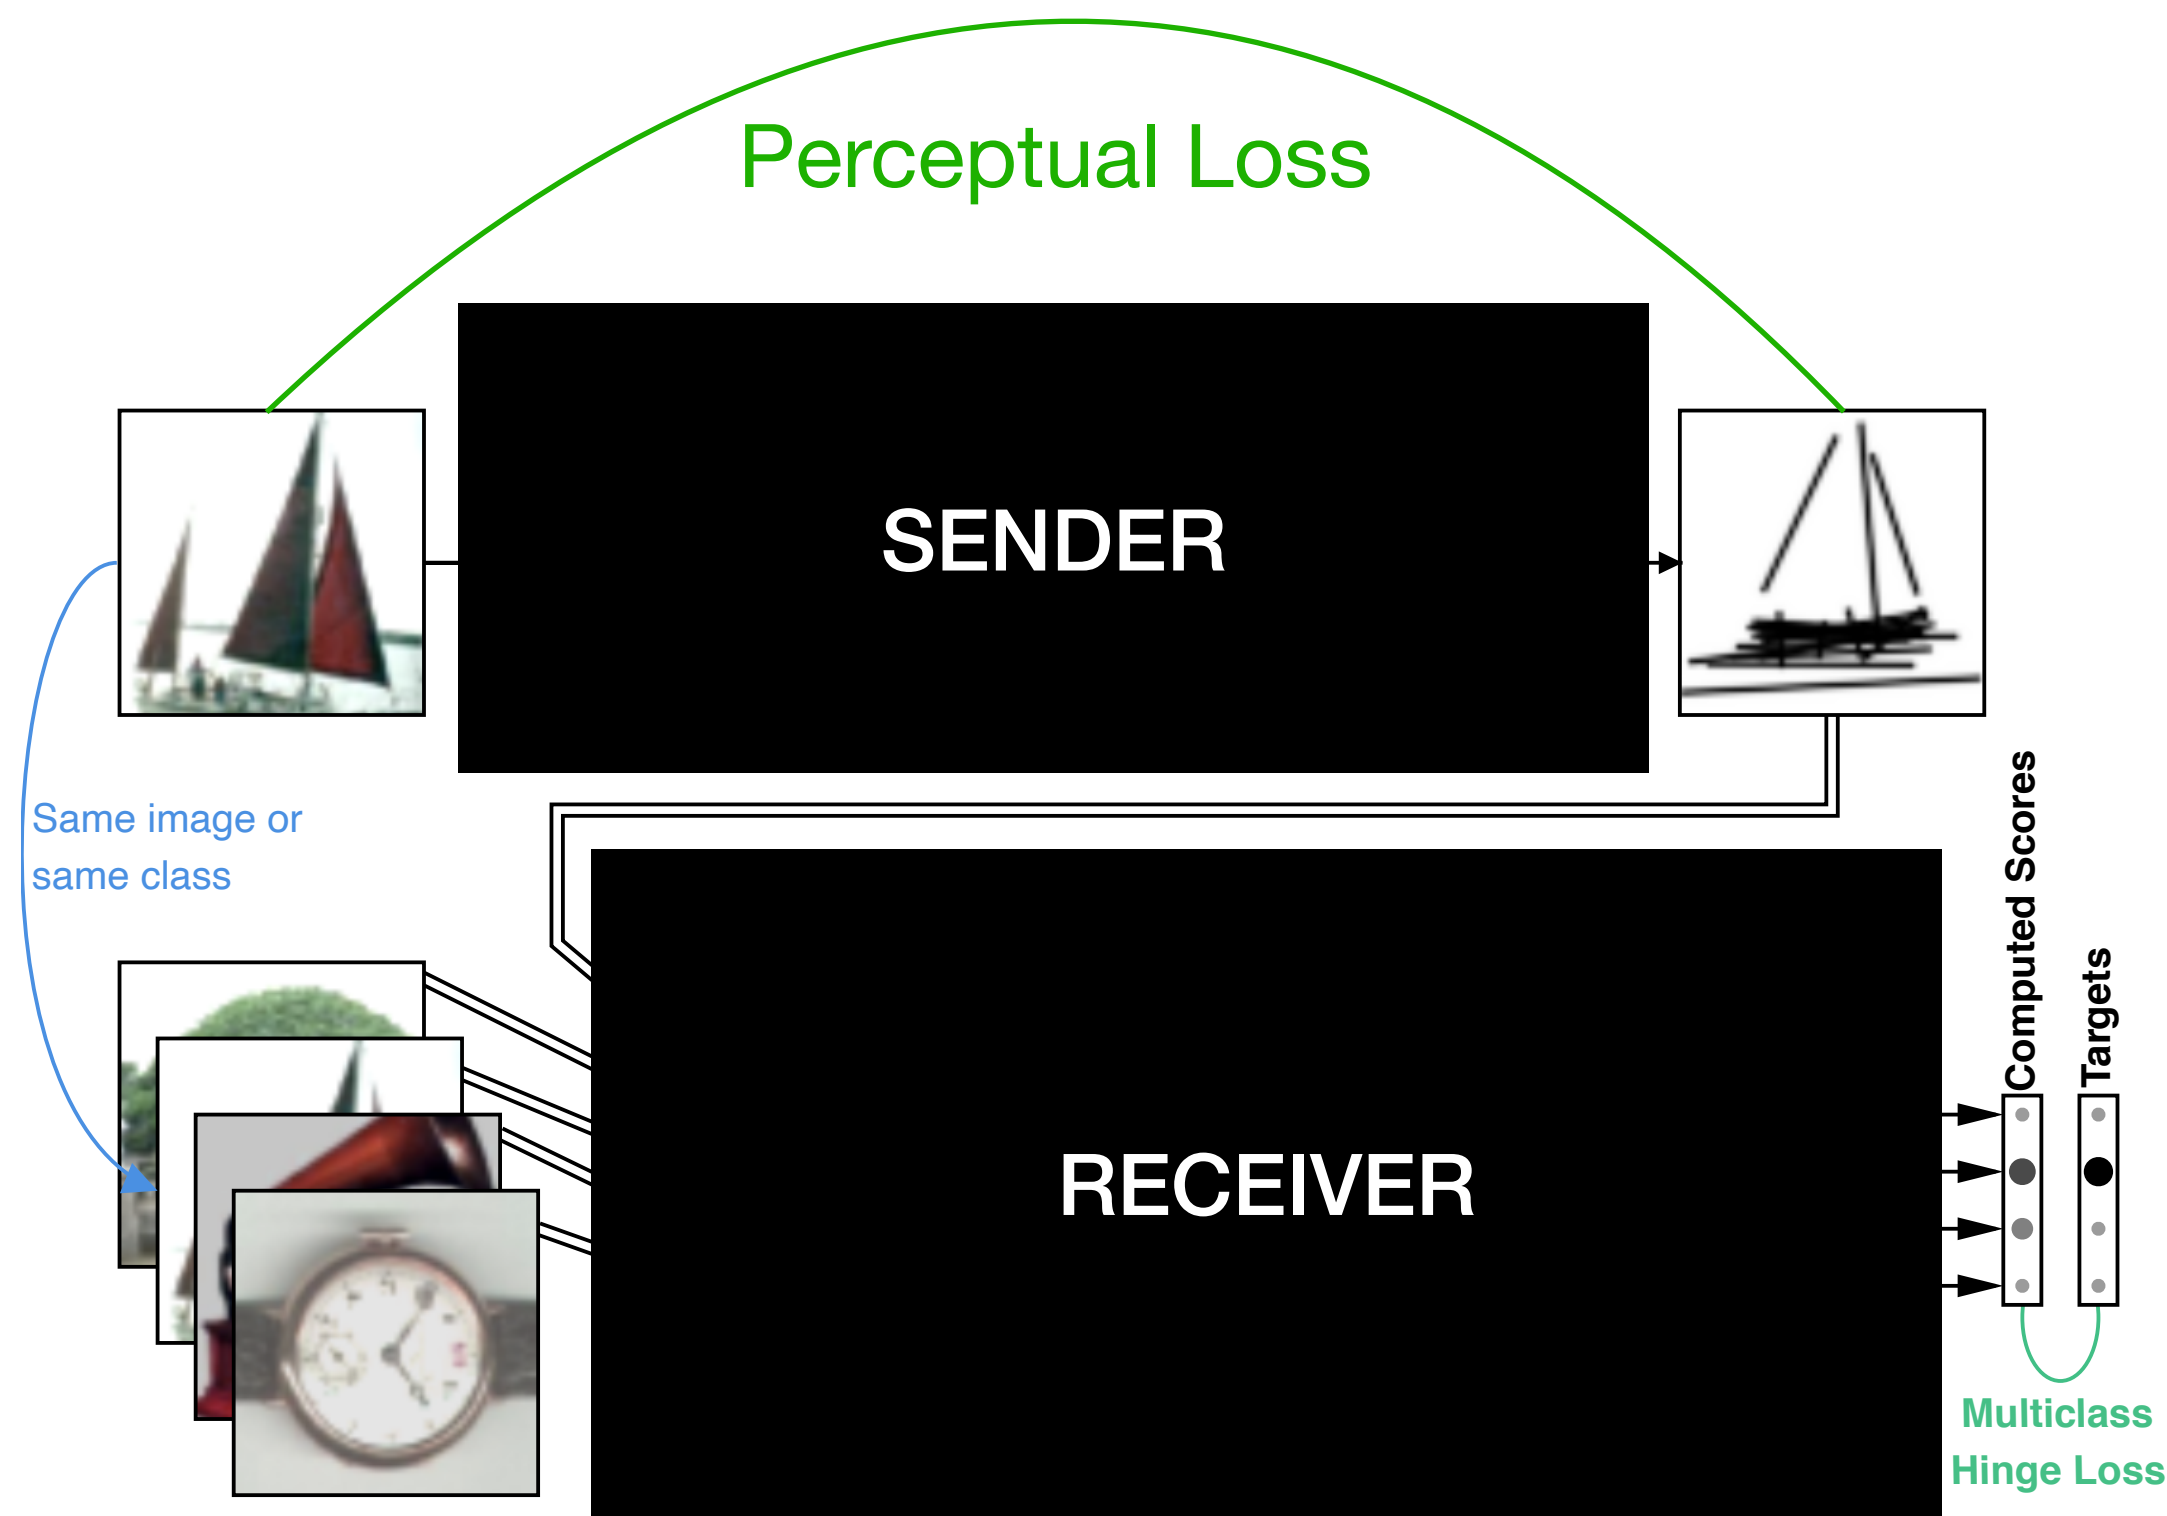 Perceptual Loss
SENDER
Same image or
same class
Computed Scores
Targets
RECEIVER
Multiclass
Hinge Loss